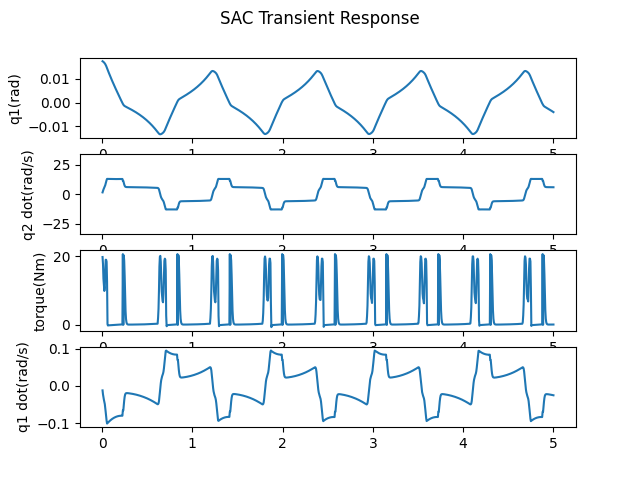 SAC Transient Response
q1(rad)
0.01
0.00
−0.01
0 1 2 3 4 5
q2 dot(rad/s)
25
0
−25
0 1 2 3 4 5
torque(Nm)
20
0
0 1 2 3 4 5
q1 dot(rad/s)
0.1
0.0
−0.1
0 1 2 3 4 5